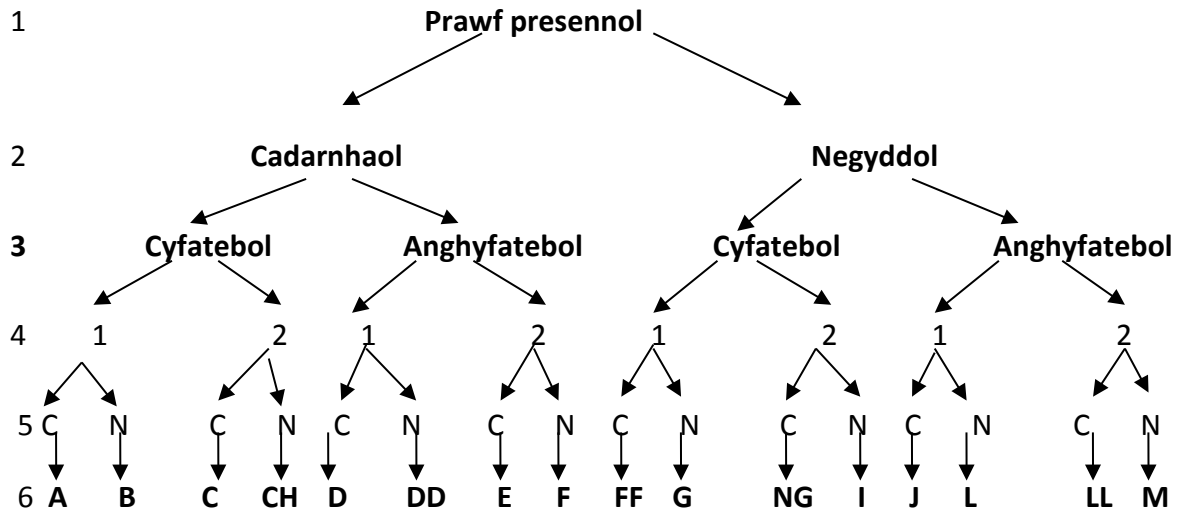 1 Prawf presennol
2 Cadarnhaol Negyddol
3 Cyfatebol Anghyfatebol Cyfatebol Anghyfatebol
4 1 2 1 2 1 2 1 2
5 C N C N C N C N C N C N C N C N
6 A B C CH D DD E F FF G NG I J L LL M